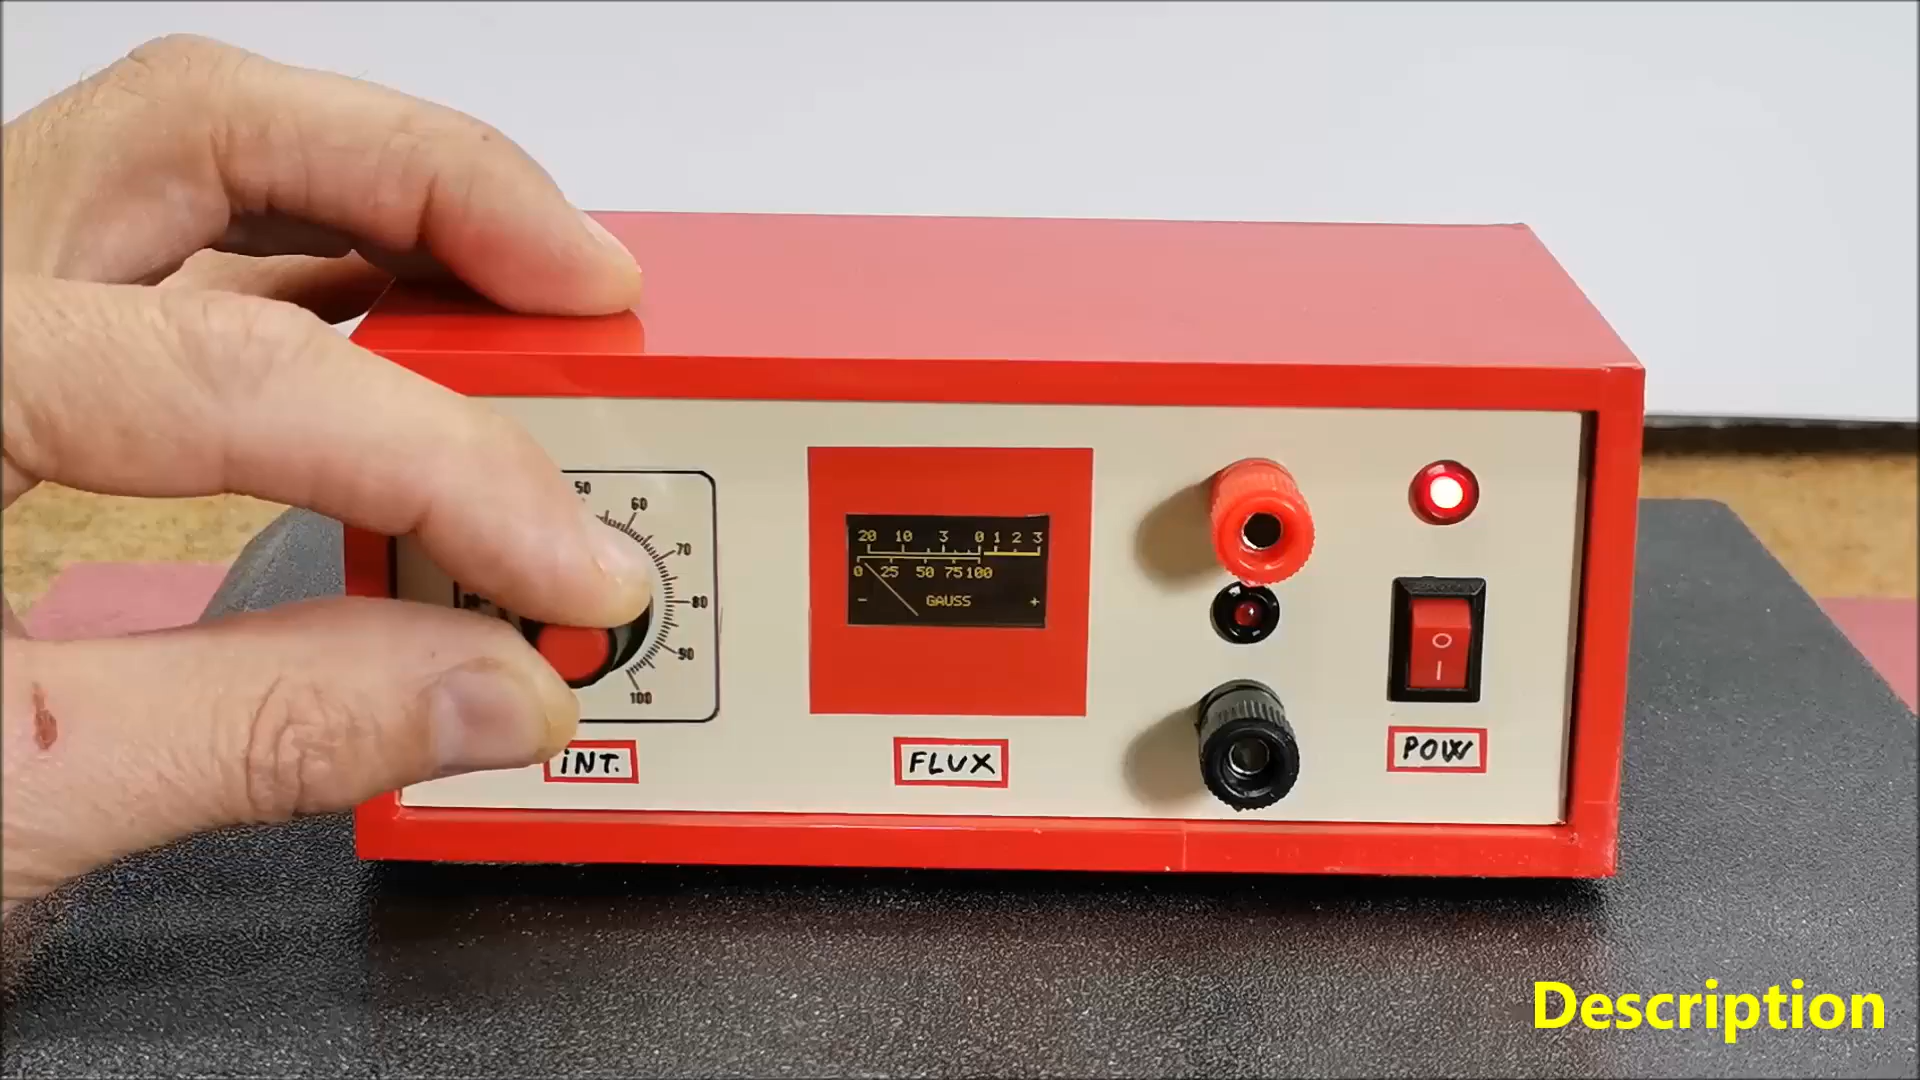 50
60
70
80
90
100
20 10 3 0 1 2 3
0 25 50 75 100
- GAUSS +
O
I
INT.
FLUX
POW
Description